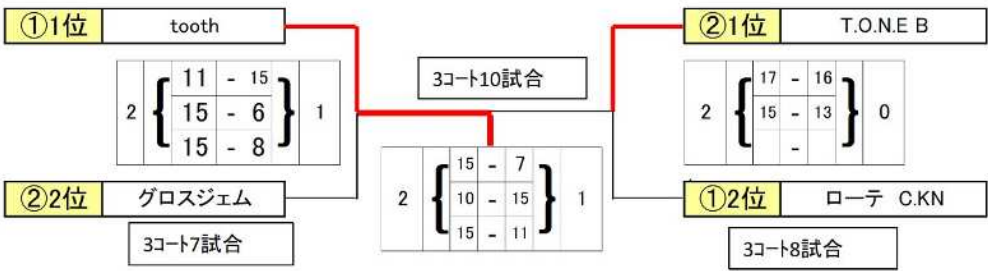 ①1位 tooth
②1位 T.O.N.E B
3コート10試合
2 { 11 - 15 } 1
15 - 6
15 - 8
2 { 17 - 16 } 0
15 - 13
-
2 { 15 - 7 } 1
10 - 15
15 - 11
②2位 グロスジェム
①2位 ローテ C.KN
3コート7試合
3コート8試合